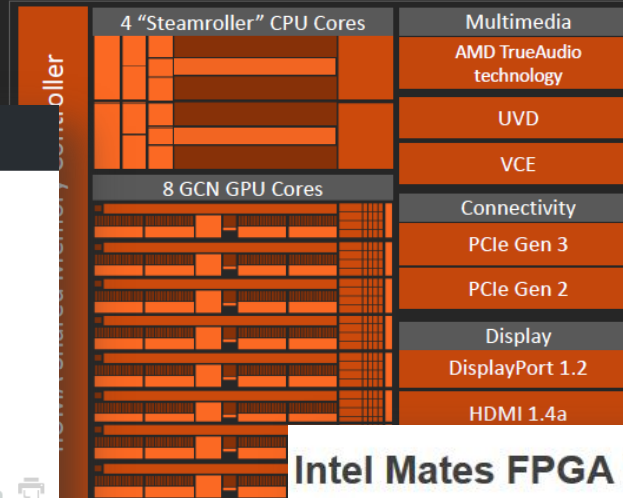 4 “Steamroller” CPU Cores
8 GCN GPU Cores
Multimedia
AMD TrueAudio
technology
UVD
VCE
Connectivity
PCIe Gen 3
PCIe Gen 2
Display
DisplayPort 1.2
HDMI 1.4a
Intel Mates FPGA